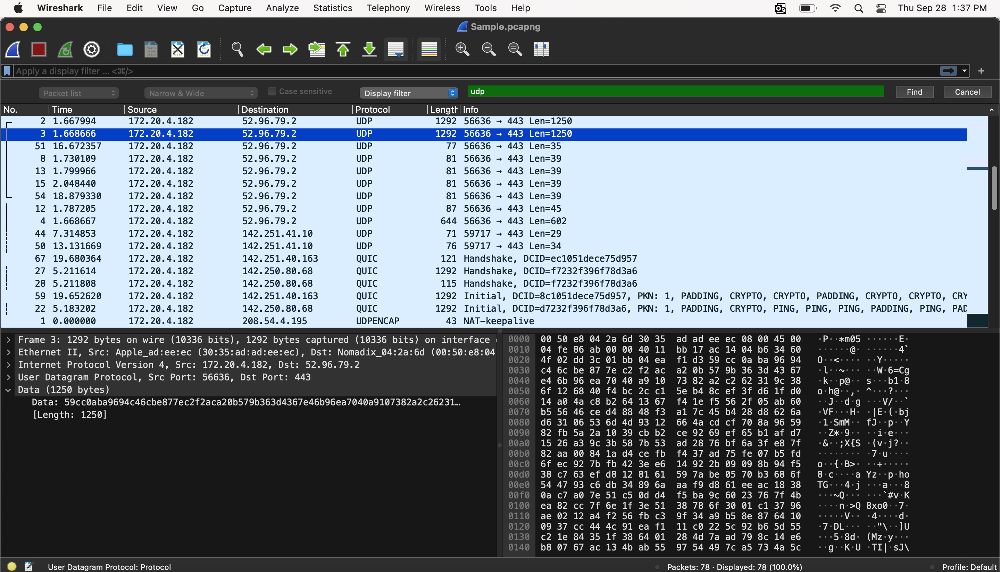 Wireshark File Edit View Go Capture Analyze Statistics Telephony Wireless Tools Help Thu Sep 28 1:37 PM
Sample.pcapng
Apply a display filter ... <⌘/>
Packet list Narrow & Wide Case sensitive Display filter udp Find Cancel
No. Time Source Destination Protocol Length Info
2 1.667994 172.20.4.182 52.96.79.2 UDP 1292 56636 → 443 Len=1250
3 1.668666 172.20.4.182 52.96.79.2 UDP 1292 56636 → 443 Len=1250
51 16.672357 172.20.4.182 52.96.79.2 UDP 77 56636 → 443 Len=35
8 1.730109 172.20.4.182 52.96.79.2 UDP 81 56636 → 443 Len=39
13 1.799966 172.20.4.182 52.96.79.2 UDP 81 56636 → 443 Len=39
15 2.048440 172.20.4.182 52.96.79.2 UDP 81 56636 → 443 Len=39
54 18.879330 172.20.4.182 52.96.79.2 UDP 81 56636 → 443 Len=39
12 1.787205 172.20.4.182 52.96.79.2 UDP 87 56636 → 443 Len=45
4 1.668667 172.20.4.182 52.96.79.2 UDP 644 56636 → 443 Len=602
44 7.314853 172.20.4.182 142.251.41.10 UDP 71 59717 → 443 Len=29
50 13.131669 172.20.4.182 142.251.41.10 UDP 76 59717 → 443 Len=34
67 19.680364 172.20.4.182 142.251.40.163 QUIC 121 Handshake, DCID=ec1051dece75d957
27 5.211614 172.20.4.182 142.250.80.68 QUIC 1292 Handshake, DCID=f7232f396f78d3a6
28 5.211808 172.20.4.182 142.250.80.68 QUIC 115 Handshake, DCID=f7232f396f78d3a6
59 19.652620 172.20.4.182 142.251.40.163 QUIC 1292 Initial, DCID=8c1051dece75d957, PKN: 1, PADDING, CRYPTO, CRYPTO, PADDING, CRYPTO, CRYPTO, CRY
22 5.183202 172.20.4.182 142.250.80.68 QUIC 1292 Initial, DCID=d7232f396f78d3a6, PKN: 1, PADDING, CRYPTO, PING, PING, PING, PADDING, PING, PAD
1 0.000000 172.20.4.182 208.54.4.195 UDPENCAP 43 NAT-keepalive
Frame 3: 1292 bytes on wire (10336 bits), 1292 bytes captured (10336 bits) on interface
Ethernet II, Src: Apple_ad:ee:ec (30:35:ad:ad:ee:ec), Dst: Nomadix_04:2a:6d (00:50:e8:04
Internet Protocol Version 4, Src: 172.20.4.182, Dst: 52.96.79.2
User Datagram Protocol, Src Port: 56636, Dst Port: 443
Data (1250 bytes)
Data: 59cc0aba9694c46cbe877ec2f2aca20b579b363d4367e46b96ea7040a9107382a2c26231…
[Length: 1250]
0000 00 50 e8 04 2a 6d 30 35 ad ad ee ec 08 00 45 00 ·P··*m05 ······E·
0010 04 fe 86 ab 00 00 40 11 bb 17 ac 14 04 b6 34 60 ······@· ······4`
0020 4f 02 dd 3c 01 bb 04 ea f1 d3 59 cc 0a ba 96 94 O··<···· ··Y·····
0030 c4 6c be 87 7e c2 f2 ac a2 0b 57 9b 36 3d 43 67 ·l··~··· ··W·6=Cg
0040 e4 6b 96 ea 70 40 a9 10 73 82 a2 c2 62 31 9c 38 ·k··p@·· s···b1·8
0050 6f 12 68 40 f4 bc 2c c1 5e b4 8c ef 3f d6 1f d0 o·h@··,· ^···?···
0060 14 a0 4a c8 b2 64 13 67 f4 1e f5 56 2f 05 ab 60 ··J··d·g ···V/··`
0070 b5 56 46 ce d4 88 48 f3 a1 7c 45 b4 28 d8 62 6a ·VF···H· ·|E·(·bj
0080 d6 31 06 53 6d 4d 93 12 66 4a cd cf 70 8a 96 59 ·1·SmM·· fJ··p··Y
0090 82 fb 5a 2a 10 39 cb b2 ce 92 69 ef 65 b1 af d7 ··Z*·9·· ··i·e···
00a0 15 26 a3 9c 3b 58 7b 53 ad 28 76 bf 6a 3f e8 7f ·&··;X{S ·(v·j?··
00b0 82 aa 00 84 1a d4 ce fb f4 37 ad 75 fe 07 b5 fd ········ ·7·u····
00c0 6f ec 92 7b fb 42 3e e6 14 92 2b 09 09 8b 94 f5 o··{·B>· ··+·····
00d0 38 c7 63 ef d8 12 81 61 59 7a be 05 70 b3 68 6f 8·c····a Yz··p·ho
00e0 54 47 93 c6 db 34 89 6a aa f9 d8 61 ee ac 18 38 TG···4·j ···a···8
00f0 0a c7 a0 7e 51 c5 0d d4 f5 ba 9c 60 23 76 7f 4b ···~Q··· ···`#v·K
0100 ea 82 cc 7f 6e 1f 3e 51 38 78 6f 30 01 c1 37 96 ····n·>Q 8xo0··7·
0110 ae 02 12 a4 f2 56 fb c3 9f 34 a9 b5 8e 87 64 10 ·····V·· ·4····d·
0120 09 37 cc 44 4c 91 ea f1 11 c0 22 5c 92 b6 5d 55 ·7·DL··· ··"\··]U
0130 c2 1e 84 35 1f 38 64 01 28 4d 7a ad 79 8c 14 e6 ···5·8d· (Mz·y···
0140 b8 07 67 ac 13 4b ab 55 97 54 49 7c a5 73 4a 5c ··g··K·U ·TI|·sJ\
User Datagram Protocol: Protocol Packets: 78 · Displayed: 78 (100.0%) Profile: Default